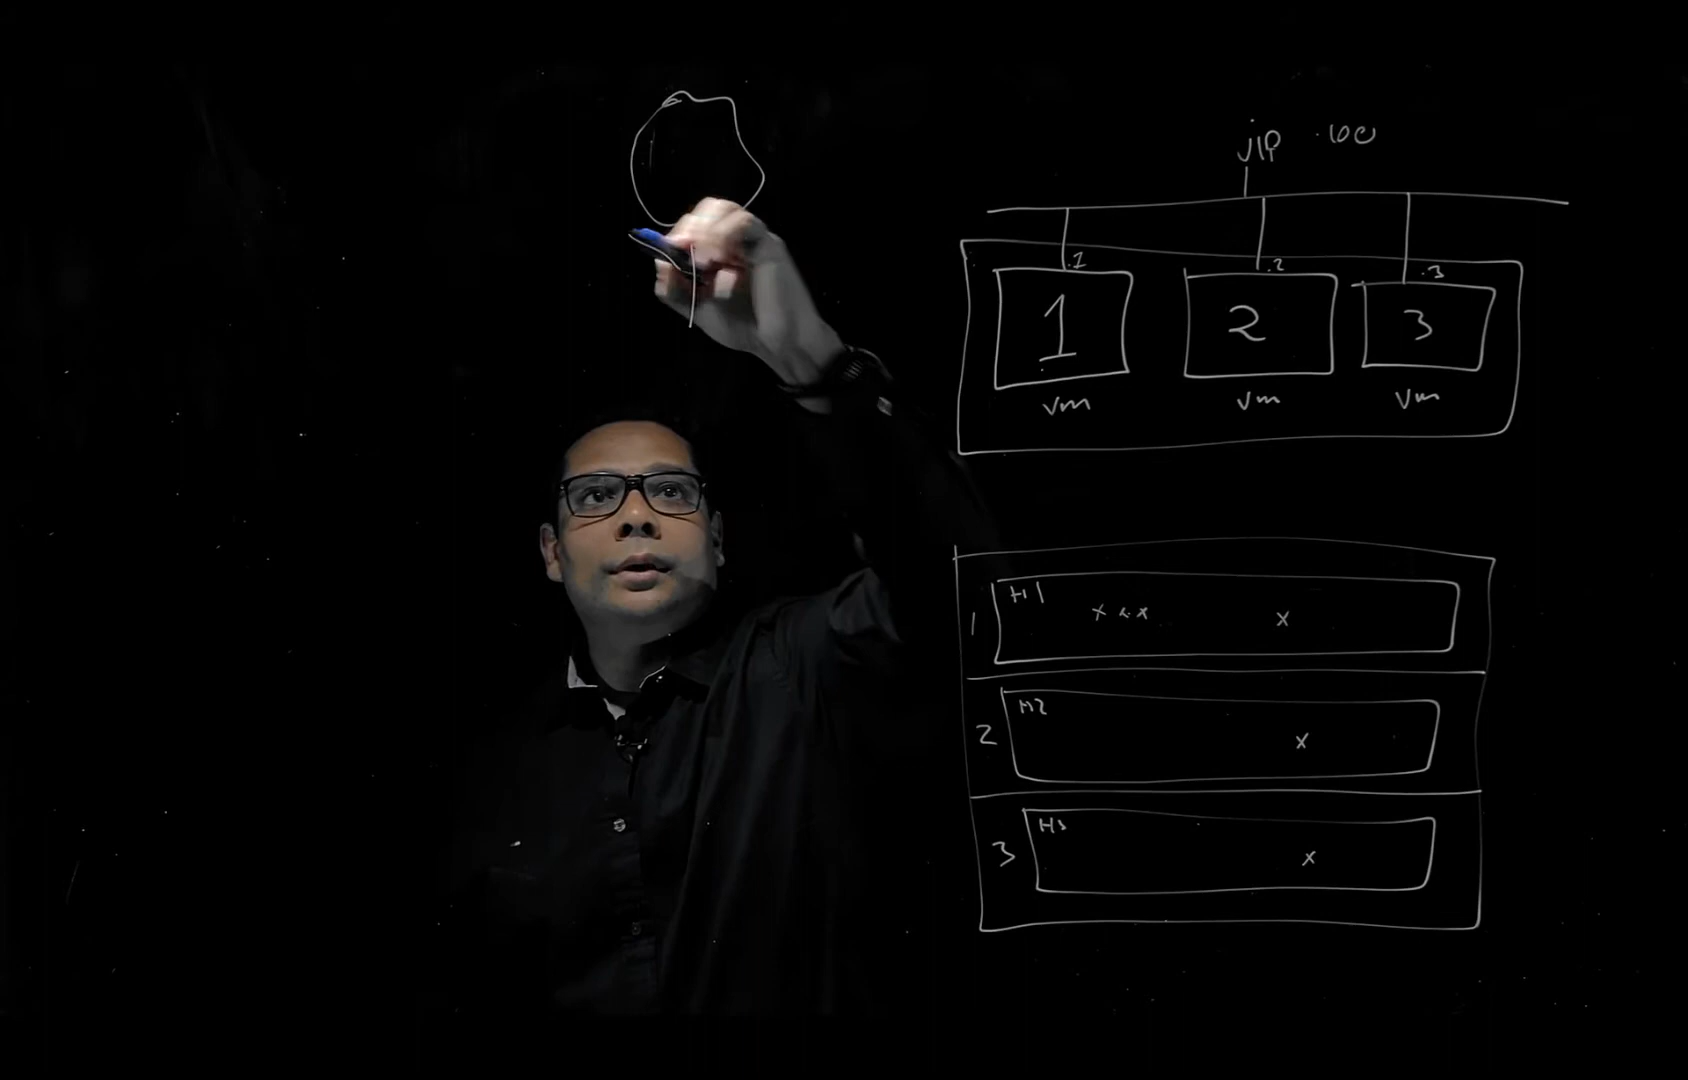 VIP .100
.1 .2 .3
1 2 3
vm vm vm
1 H1 x x x x
2 H2 x
3 H3 x